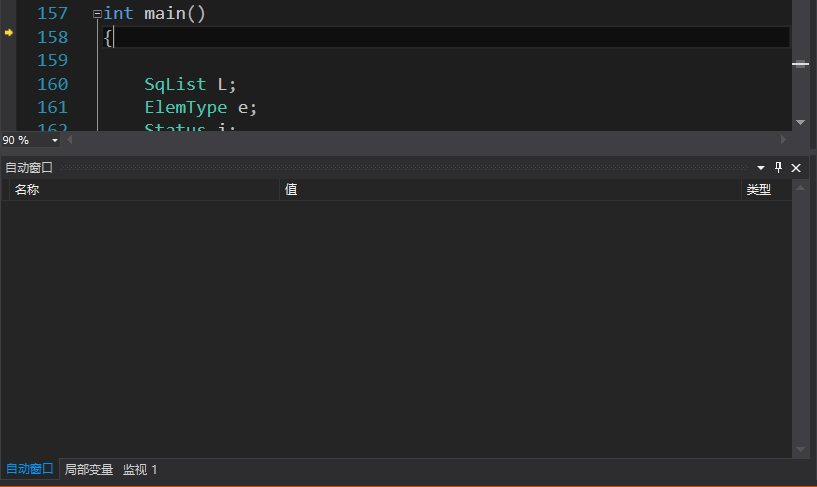 157 int main()
158 {
159
160 SqList L;
161 ElemType e;
162 Status i;
90 %
自动窗口
名称 值 类型
自动窗口 局部变量 监视 1